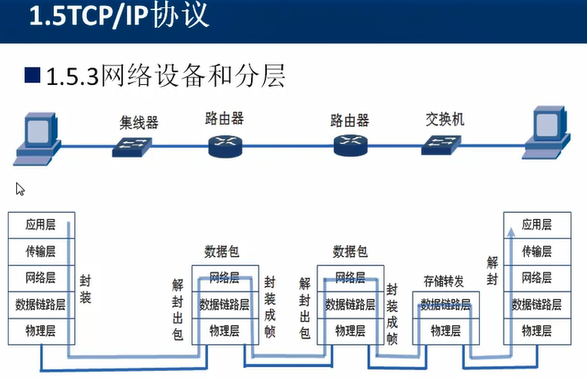 1.5TCP/IP协议
1.5.3网络设备和分层
集线器
路由器
路由器
交换机
应用层
传输层
网络层
数据链路层
物理层
封装
数据包
解封出包
网络层
数据链路层
物理层
封装成帧
数据包
解封出包
网络层
数据链路层
物理层
封装成帧
存储转发
数据链路层
物理层
解封
应用层
传输层
网络层
数据链路层
物理层